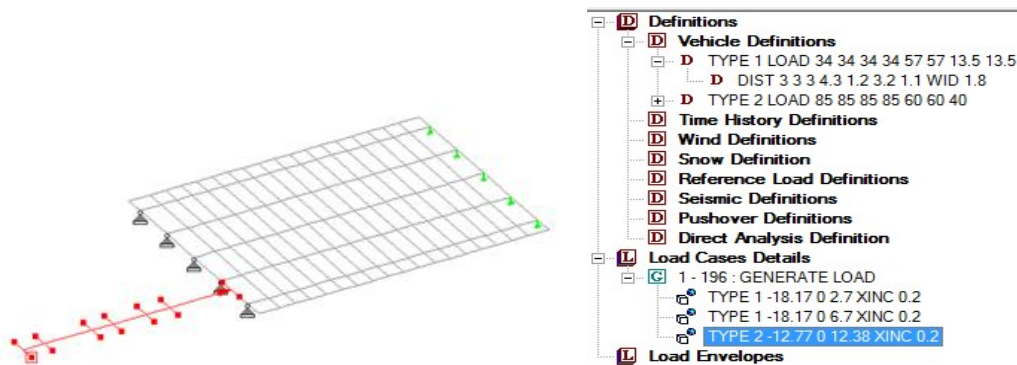 Definitions
Vehicle Definitions
TYPE 1 LOAD 34 34 34 34 57 57 13.5 13.5
DIST 3 3 3 4.3 1.2 3.2 1.1 WID 1.8
TYPE 2 LOAD 85 85 85 85 60 60 40
Time History Definitions
Wind Definitions
Snow Definition
Reference Load Definitions
Seismic Definitions
Pushover Definitions
Direct Analysis Definition
Load Cases Details
1 - 196 : GENERATE LOAD
TYPE 1 -18.17 0 2.7 XINC 0.2
TYPE 1 -18.17 0 6.7 XINC 0.2
TYPE 2 -12.77 0 12.38 XINC 0.2
Load Envelopes